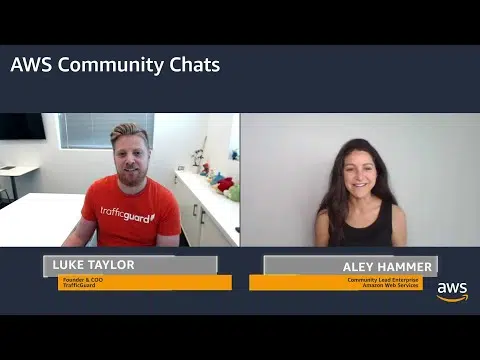 AWS Community Chats
trafficguard
LUKE TAYLOR
Founder & COO
TrafficGuard
ALEY HAMMER
Community Lead Enterprise
Amazon Web Services
aws